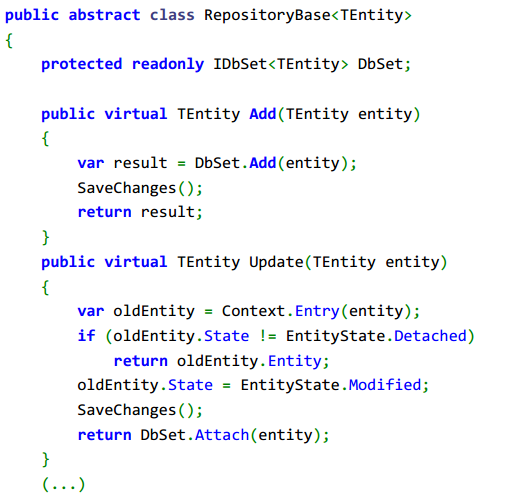 public abstract class RepositoryBase<TEntity>
{
    protected readonly IDbSet<TEntity> DbSet;

    public virtual TEntity Add(TEntity entity)
    {
        var result = DbSet.Add(entity);
        SaveChanges();
        return result;
    }
    public virtual TEntity Update(TEntity entity)
    {
        var oldEntity = Context.Entry(entity);
        if (oldEntity.State != EntityState.Detached)
            return oldEntity.Entity;
        oldEntity.State = EntityState.Modified;
        SaveChanges();
        return DbSet.Attach(entity);
    }
    (...)